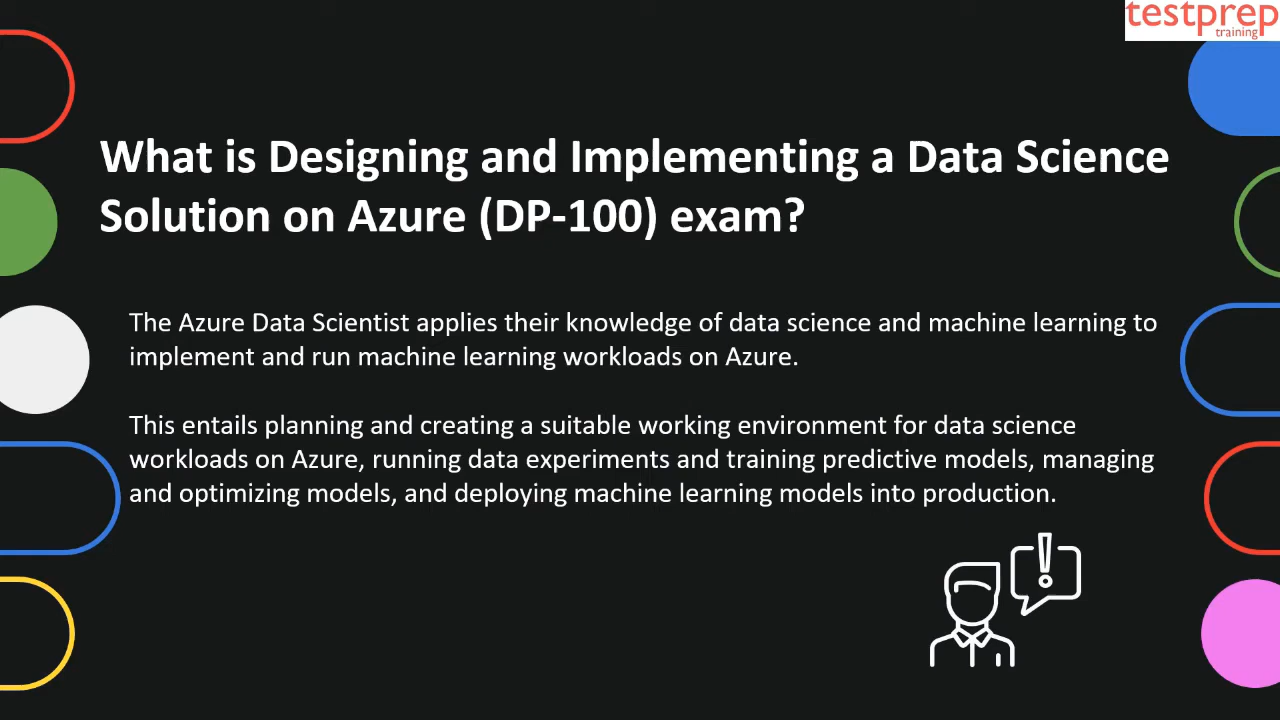 testprep
training
What is Designing and Implementing a Data Science
Solution on Azure (DP-100) exam?
The Azure Data Scientist applies their knowledge of data science and machine learning to
implement and run machine learning workloads on Azure.
This entails planning and creating a suitable working environment for data science
workloads on Azure, running data experiments and training predictive models, managing
and optimizing models, and deploying machine learning models into production.